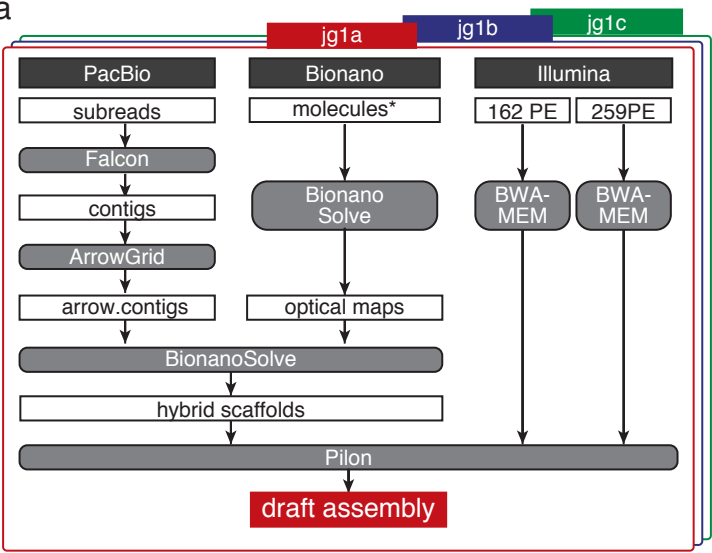 a
jg1a
jg1b
jg1c
PacBio
Bionano
Illumina
subreads
molecules*
162 PE
259PE
Falcon
Bionano
Solve
BWA-
MEM
BWA-
MEM
contigs
ArrowGrid
arrow.contigs
optical maps
BionanoSolve
hybrid scaffolds
Pilon
draft assembly